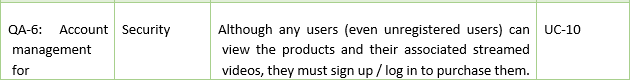 QA-6: Account Security Although any users (even unregistered users) can UC-10
management view the products and their associated streamed
for videos, they must sign up / log in to purchase them.